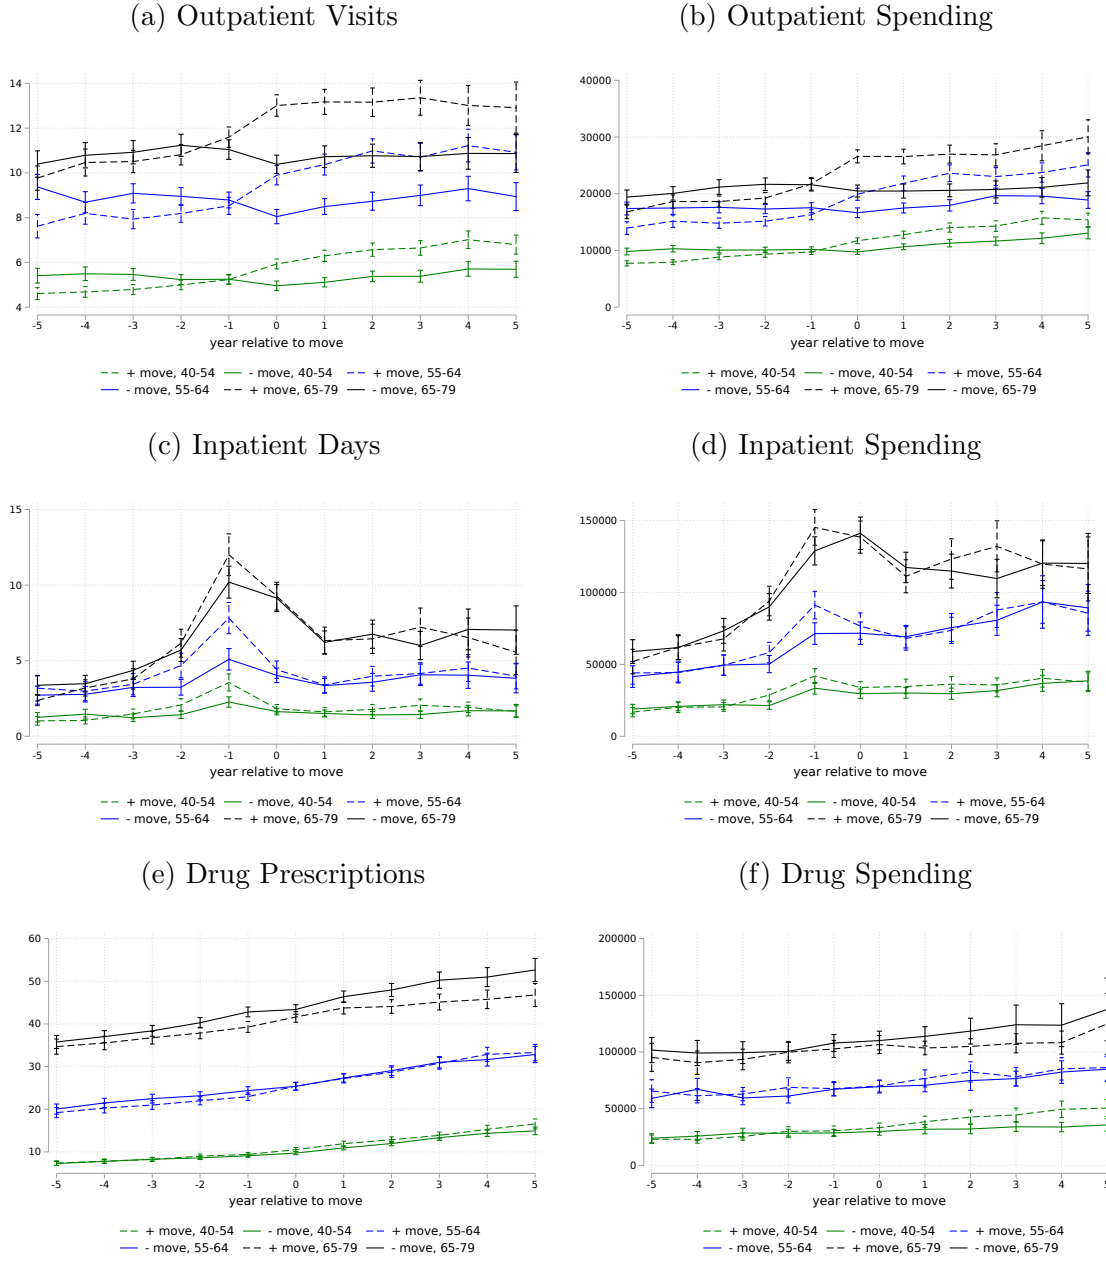 (a) Outpatient Visits
(b) Outpatient Spending
14
12
10
8
6
4
-5 -4 -3 -2 -1 0 1 2 3 4 5
year relative to move
+ move, 40-54 - move, 40-54 + move, 55-64
- move, 55-64 + move, 65-79 - move, 65-79
40000
30000
20000
10000
0
-5 -4 -3 -2 -1 0 1 2 3 4 5
year relative to move
+ move, 40-54 - move, 40-54 + move, 55-64
- move, 55-64 + move, 65-79 - move, 65-79
(c) Inpatient Days
(d) Inpatient Spending
15
10
5
0
-5 -4 -3 -2 -1 0 1 2 3 4 5
year relative to move
+ move, 40-54 - move, 40-54 + move, 55-64
- move, 55-64 + move, 65-79 - move, 65-79
150000
100000
50000
0
-5 -4 -3 -2 -1 0 1 2 3 4 5
year relative to move
+ move, 40-54 - move, 40-54 + move, 55-64
- move, 55-64 + move, 65-79 - move, 65-79
(e) Drug Prescriptions
(f) Drug Spending
60
50
40
30
20
10
-5 -4 -3 -2 -1 0 1 2 3 4 5
year relative to move
+ move, 40-54 - move, 40-54 + move, 55-64
- move, 55-64 + move, 65-79 - move, 65-79
200000
150000
100000
50000
0
-5 -4 -3 -2 -1 0 1 2 3 4 5
year relative to move
+ move, 40-54 - move, 40-54 + move, 55-64
- move, 55-64 + move, 65-79 - move, 65-79